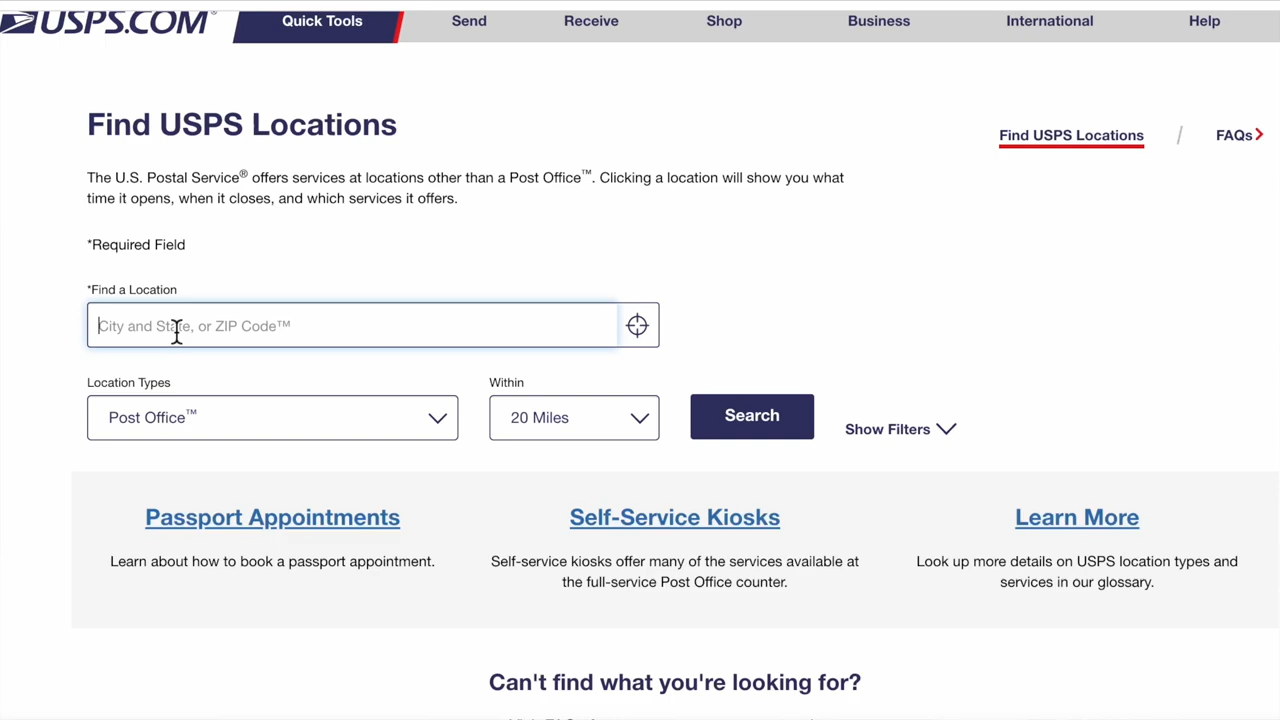 USPS.COM®
Quick Tools
Send
Receive
Shop
Business
International
Help
Find USPS Locations
Find USPS Locations / FAQs
The U.S. Postal Service® offers services at locations other than a Post Office™. Clicking a location will show you what
time it opens, when it closes, and which services it offers.
*Required Field
*Find a Location
City and State, or ZIP Code™
Location Types
Within
Post Office™
20 Miles
Search
Show Filters
Passport Appointments
Learn about how to book a passport appointment.
Self-Service Kiosks
Self-service kiosks offer many of the services available at
the full-service Post Office counter.
Learn More
Look up more details on USPS location types and
services in our glossary.
Can't find what you're looking for?